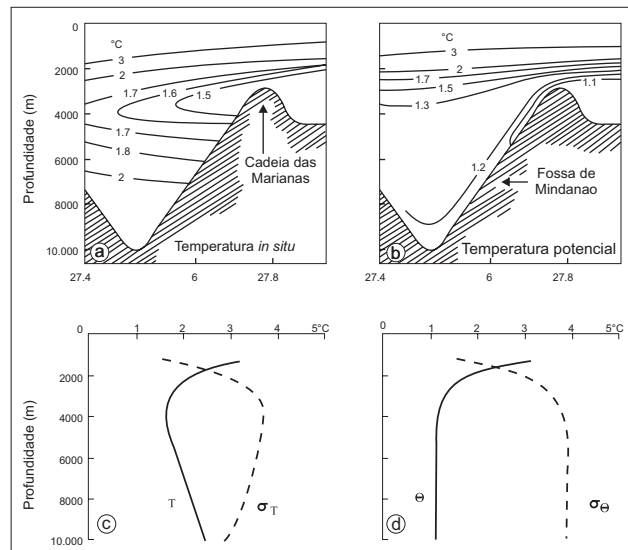 °C
0
2000
4000
6000
8000
10.000
Profundidade (m)
3
2
1.7
1.6
1.5
1.7
1.8
2
Cadeia das
Marianas
a
Temperatura in situ
27.4
6
27.8
°C
3
2
1.7
1.5
1.3
1.1
1.2
Fossa de
Mindanao
b
Temperatura potencial
27.4
6
27.8
0 1 2 3 4 5°C
2000
4000
6000
8000
10.000
Profundidade (m)
T
σT
c
0 1 2 3 4 5°C
Θ
σΘ
d